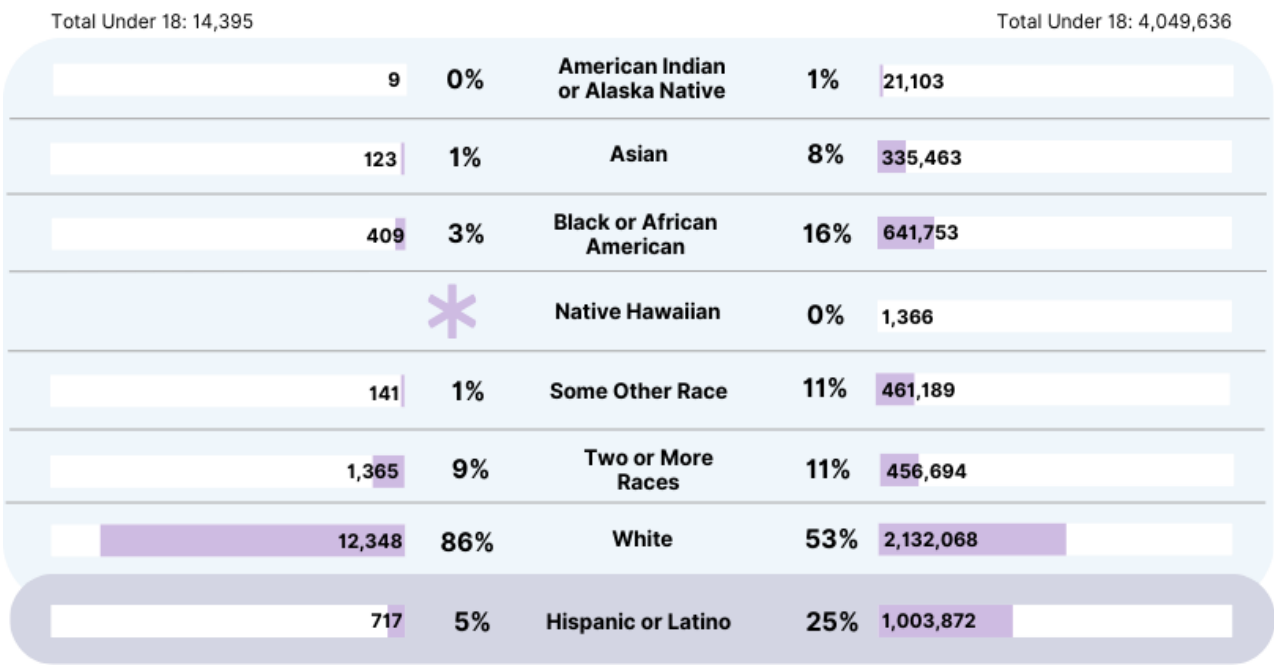 Total Under 18: 14,395 Total Under 18: 4,049,636
9 0% American Indian or Alaska Native 1% 21,103
123 1% Asian 8% 335,463
409 3% Black or African American 16% 641,753
* Native Hawaiian 0% 1,366
141 1% Some Other Race 11% 461,189
1,365 9% Two or More Races 11% 456,694
12,348 86% White 53% 2,132,068
717 5% Hispanic or Latino 25% 1,003,872